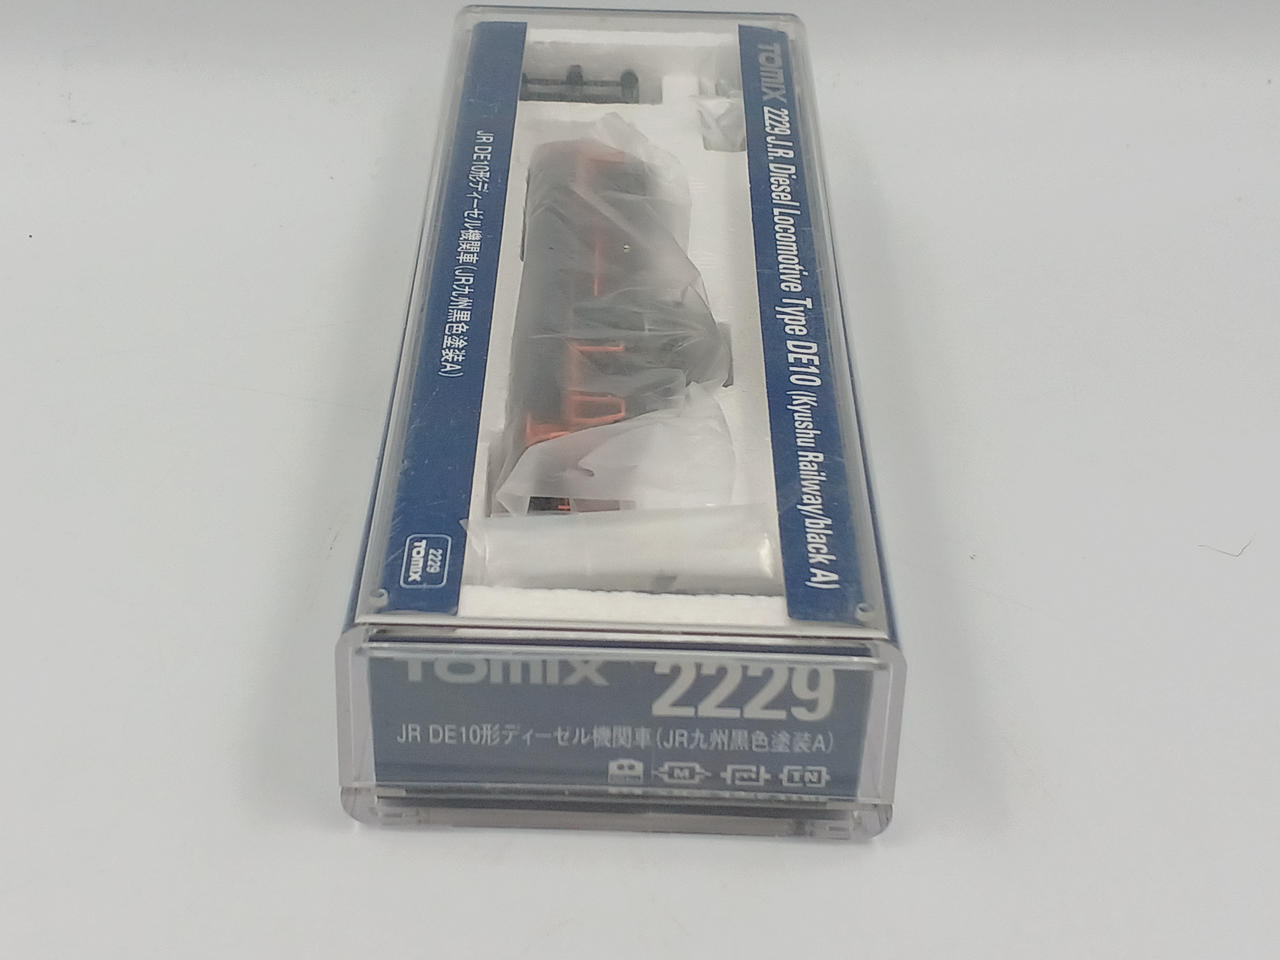 TOMIX 2229 J.R. Diesel Locomotive Type DE10 (Kyushu Railway/black A)
JR DE10形ディーゼル機関車(JR九州黒色塗装A)
2229
TOMIX
TOMIX 2229
JR DE10形ディーゼル機関車(JR九州黒色塗装A)
M TN